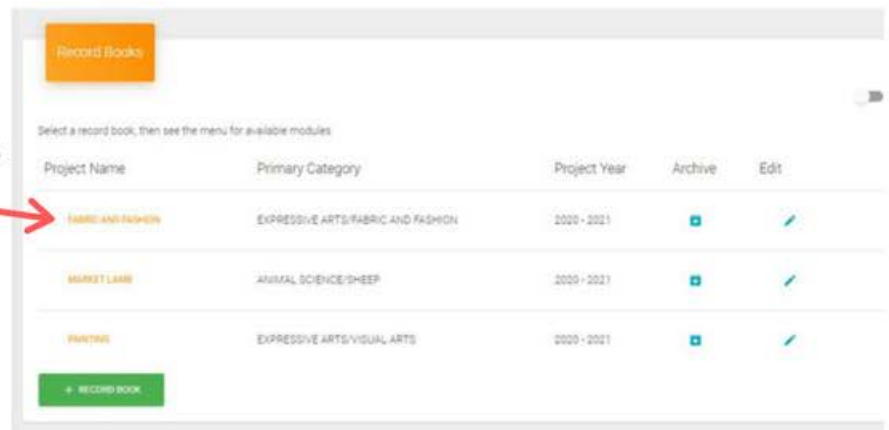 Record Books
Select a record book, then see the menu for available modules
Project Name Primary Category Project Year Archive Edit
FABRIC AND FASHION EXPRESSIVE ARTS/FABRIC AND FASHION 2020 - 2021
MARKET LAMB ANIMAL SCIENCE/SHEEP 2020 - 2021
PAINTING EXPRESSIVE ARTS/VISUAL ARTS 2020 - 2021
+ RECORD BOOK